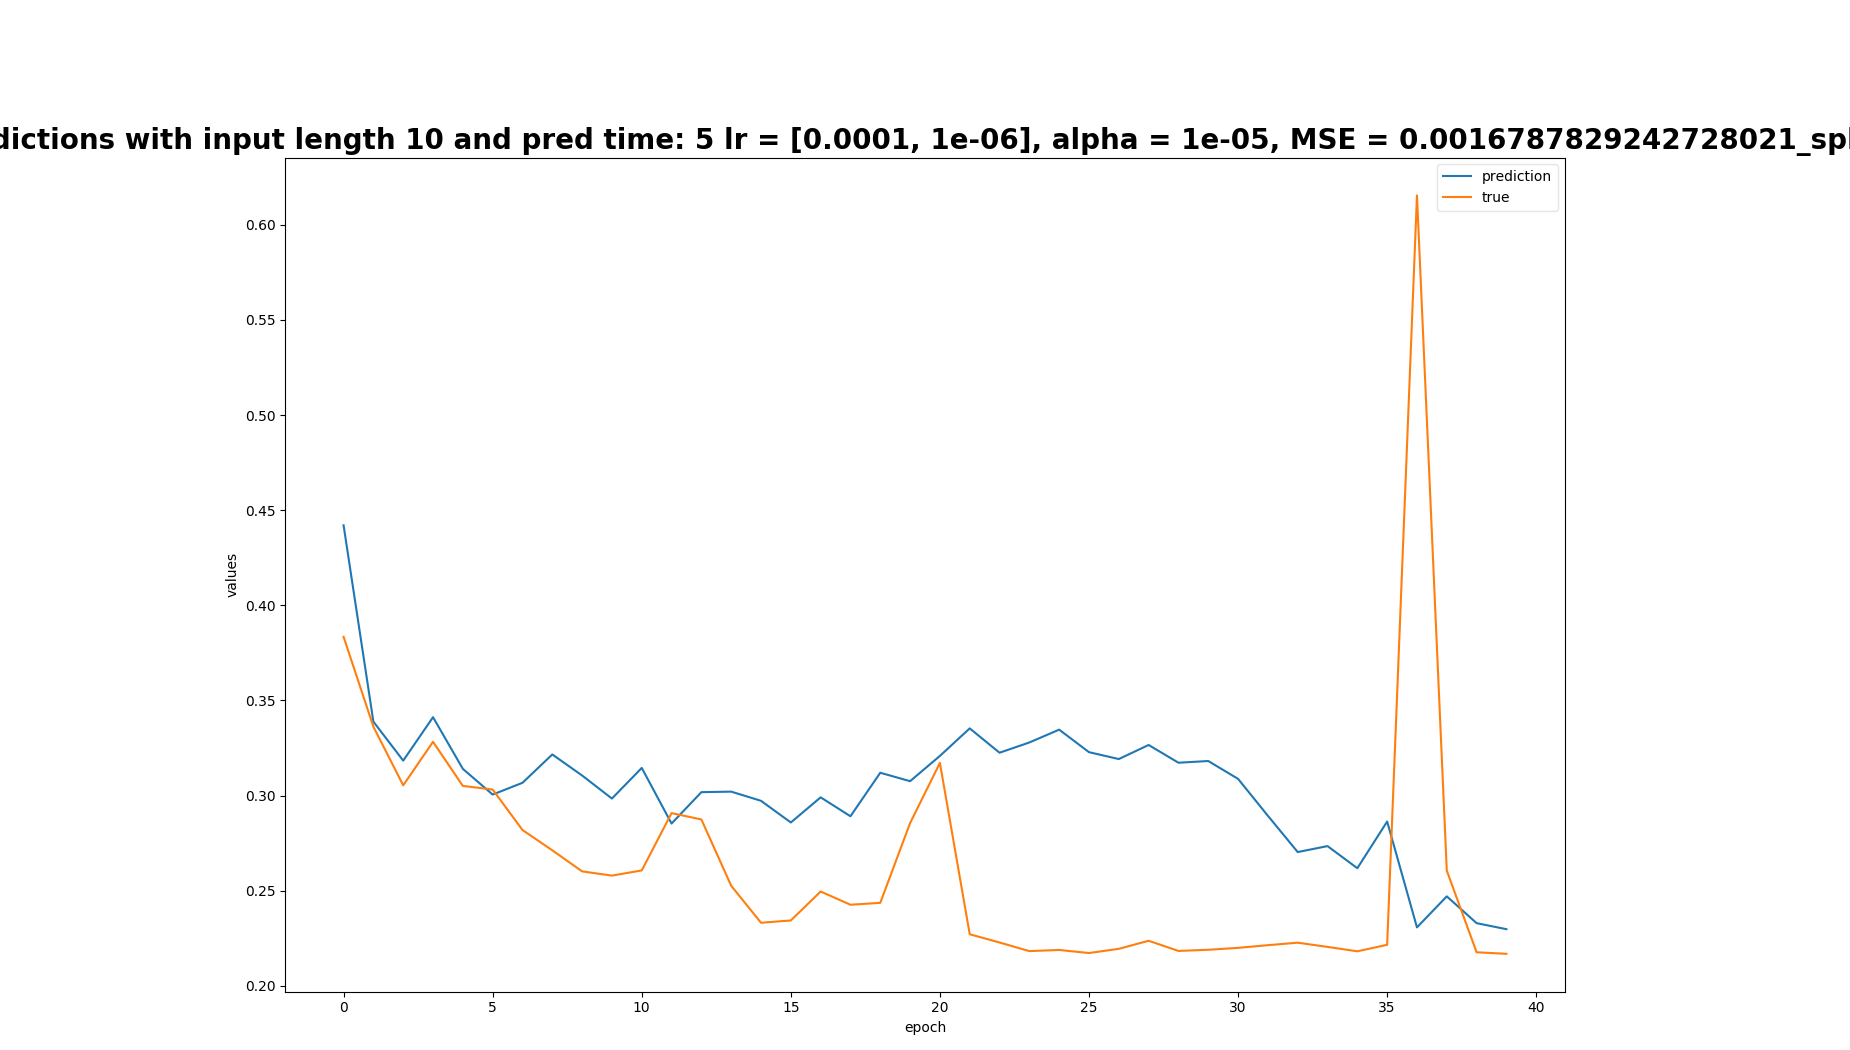 dictions with input length 10 and pred time: 5 lr = [0.0001, 1e-06], alpha = 1e-05, MSE = 0.0016787829242728021_spl
prediction
true
0.60
0.55
0.50
0.45
0.40
0.35
0.30
0.25
0.20
values
0 5 10 15 20 25 30 35 40
epoch